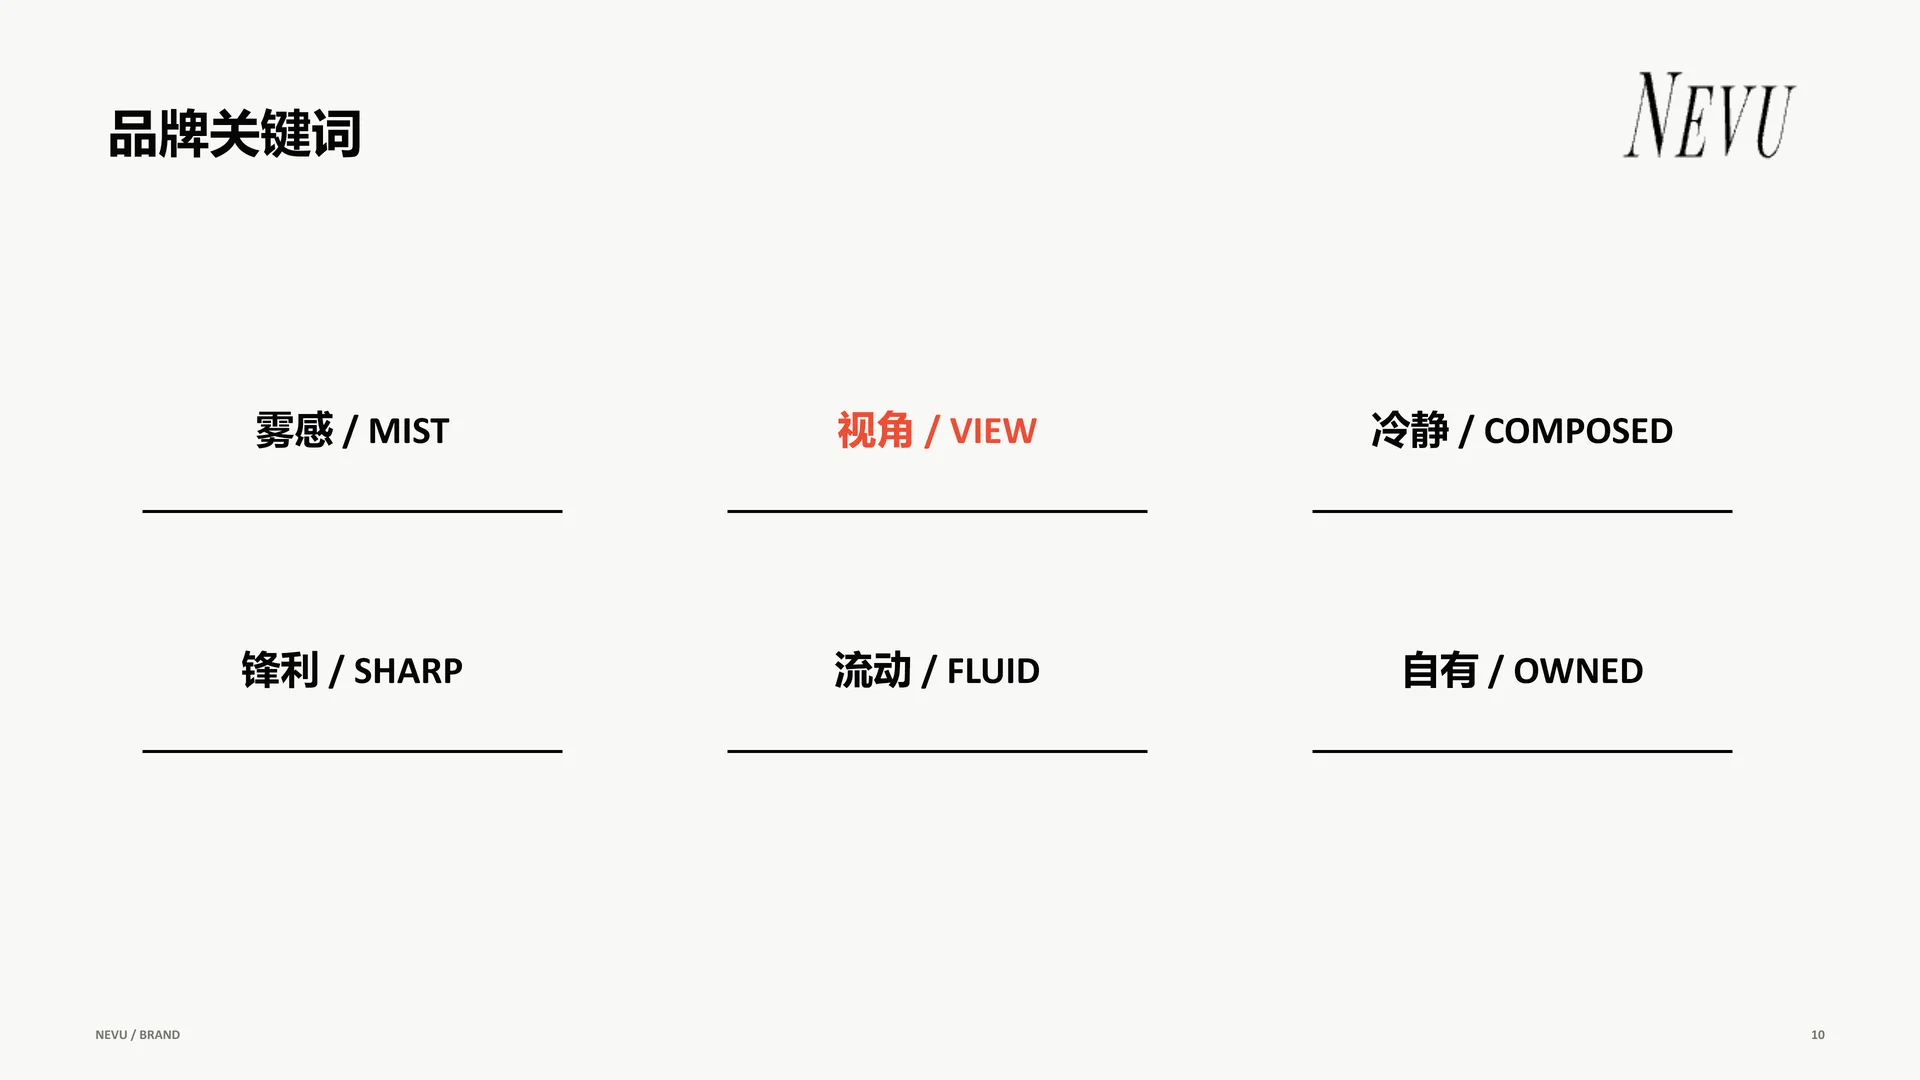 品牌关键词
NEVU
雾感 / MIST
视角 / VIEW
冷静 / COMPOSED
锋利 / SHARP
流动 / FLUID
自有 / OWNED
NEVU / BRAND
10